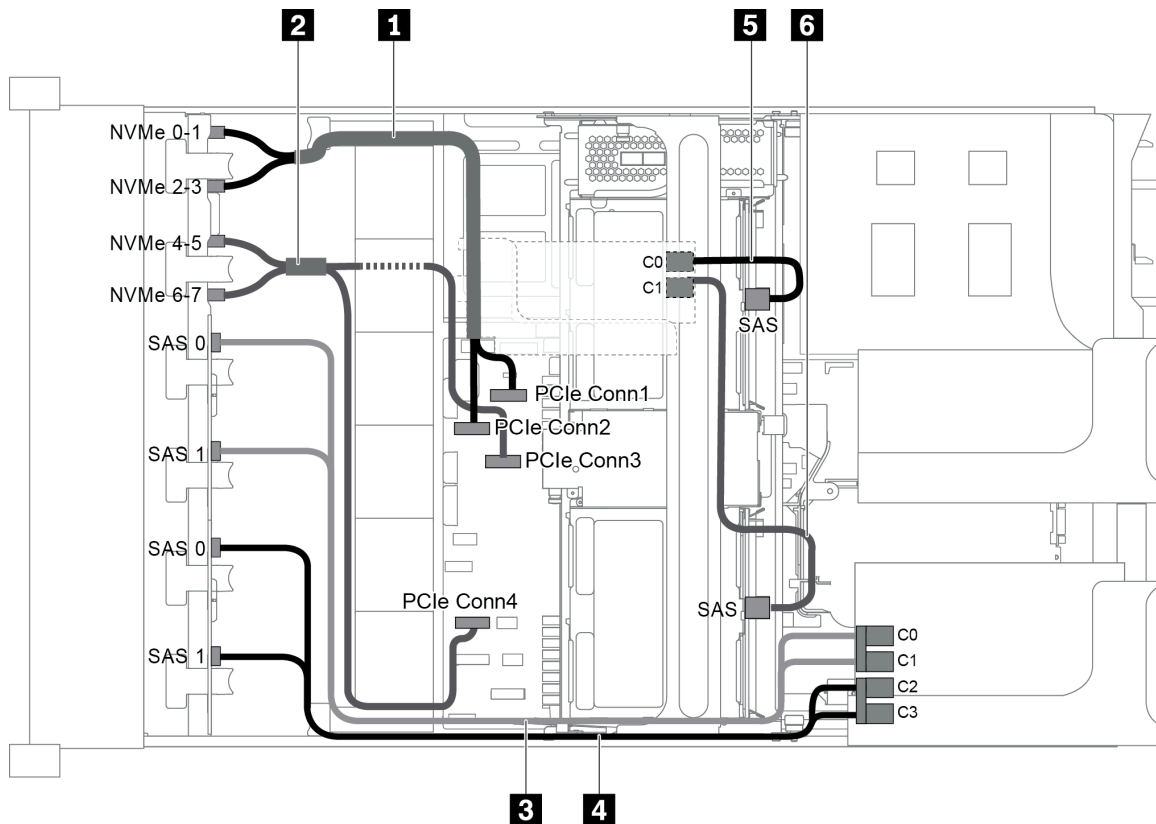 2
1
5
6
NVMe 0-1
NVMe 2-3
NVMe 4-5
NVMe 6-7
C0
C1
SAS
SAS 0
PCIe Conn1
PCIe Conn2
SAS 1
PCIe Conn3
SAS 0
PCIe Conn4
SAS
C0
SAS 1
C1
C2
C3
3
4